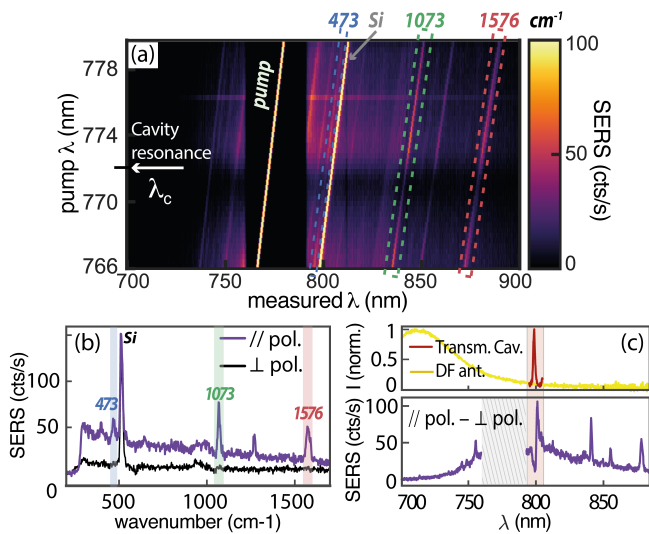 473 Si 1073 1576 cm-1
(a)
pump
778
774
770
766
pump λ (nm)
Cavity
resonance
λc
700 750 800 850 900
measured λ (nm)
100
50
0
SERS (cts/s)
(b)
Si
// pol.
⊥ pol.
473
1073
1576
100
50
0
SERS (cts/s)
500 1000 1500
wavenumber (cm-1)
(c)
Transm. Cav.
DF ant.
1
0.5
0
I (norm.)
// pol. – ⊥ pol.
100
50
0
SERS (cts/s)
700 750 800 850
λ (nm)